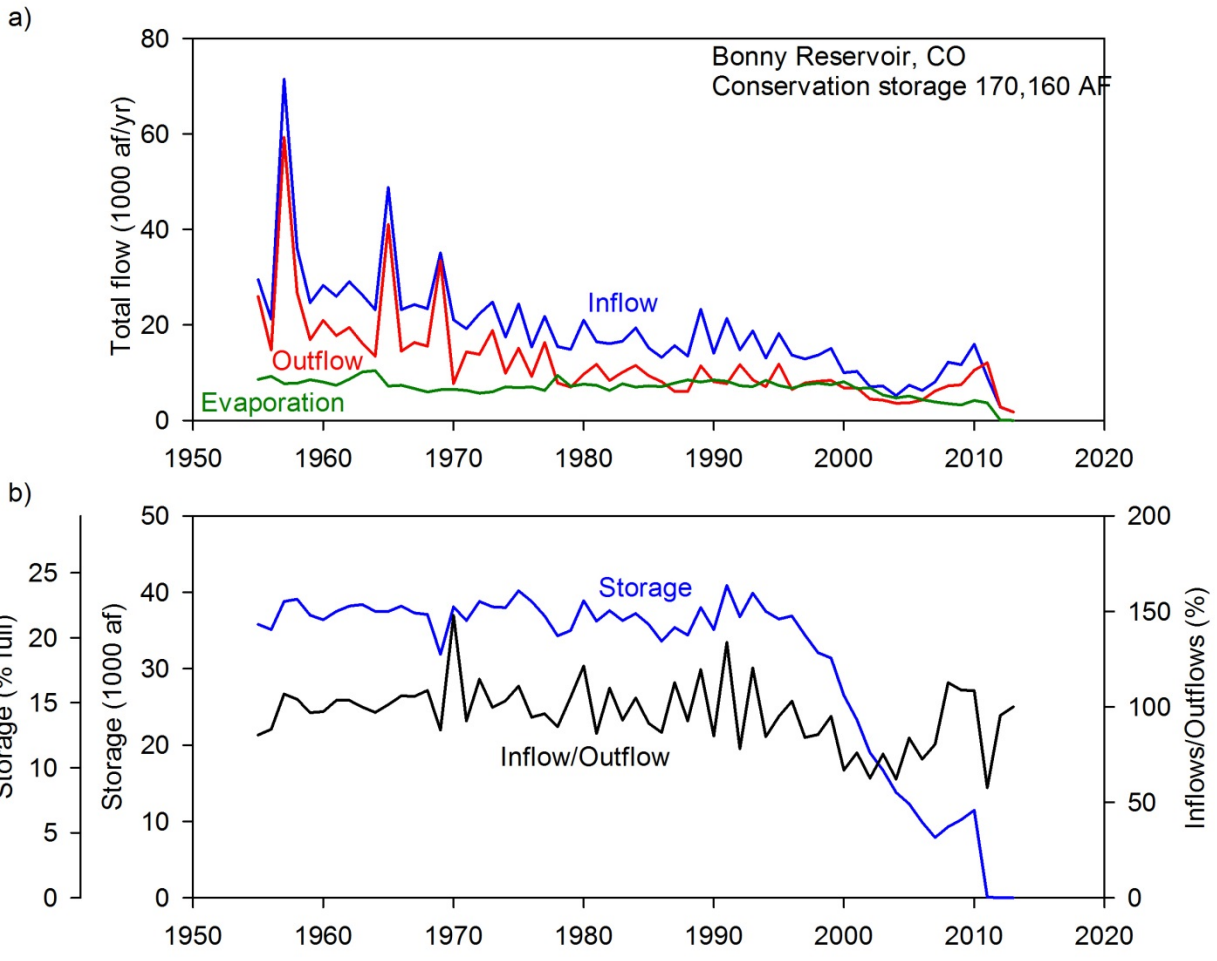 a)
Bonny Reservoir, CO
Conservation storage 170,160 AF
Total flow (1000 af/yr)
80
60
40
20
0
Inflow
Outflow
Evaporation
1950 1960 1970 1980 1990 2000 2010 2020
b)
Storage (% full)
25
20
15
10
5
0
Storage (1000 af)
50
40
30
20
10
0
Storage
Inflow/Outflow
200
150
100
50
0
Inflows/Outflows (%)
1950 1960 1970 1980 1990 2000 2010 2020